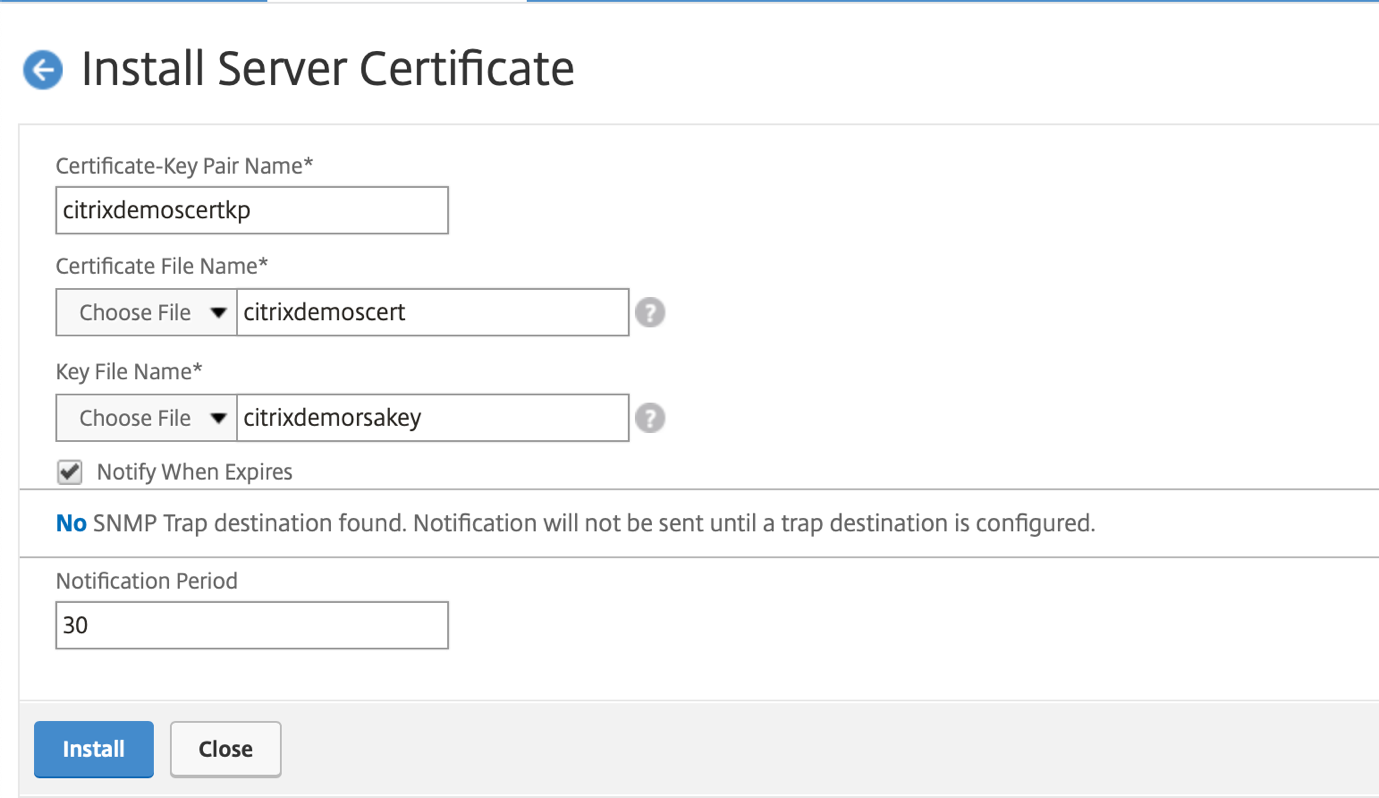 Install Server Certificate
Certificate-Key Pair Name*
citrixdemoscertkp
Certificate File Name*
Choose File citrixdemoscert ?
Key File Name*
Choose File citrixdemorsakey ?
Notify When Expires
No SNMP Trap destination found. Notification will not be sent until a trap destination is configured.
Notification Period
30
Install Close